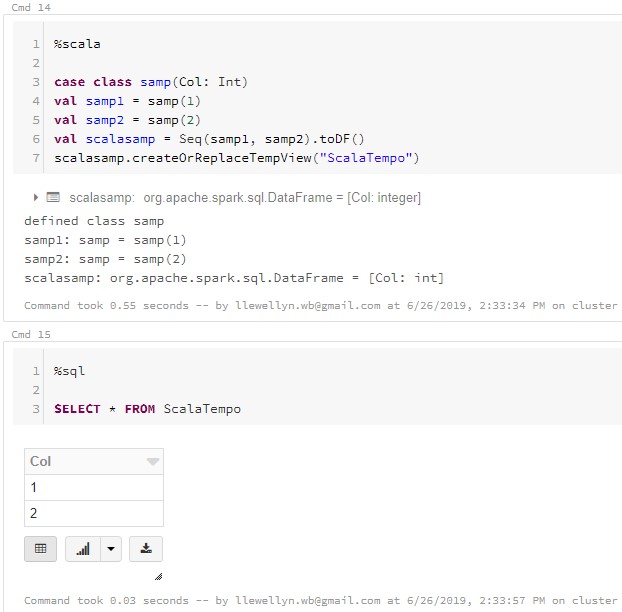 Cmd 14
1 %scala
2
3 case class samp(Col: Int)
4 val samp1 = samp(1)
5 val samp2 = samp(2)
6 val scalasamp = Seq(samp1, samp2).toDF()
7 scalasamp.createOrReplaceTempView("ScalaTempo")
scalasamp: org.apache.spark.sql.DataFrame = [Col: integer]
defined class samp
samp1: samp = samp(1)
samp2: samp = samp(2)
scalasamp: org.apache.spark.sql.DataFrame = [Col: int]
Command took 0.55 seconds -- by llewellyn.wb@gmail.com at 6/26/2019, 2:33:34 PM on cluster
Cmd 15
1 %sql
2
3 SELECT * FROM ScalaTempo
Col
1
2
Command took 0.03 seconds -- by llewellyn.wb@gmail.com at 6/26/2019, 2:33:57 PM on cluster